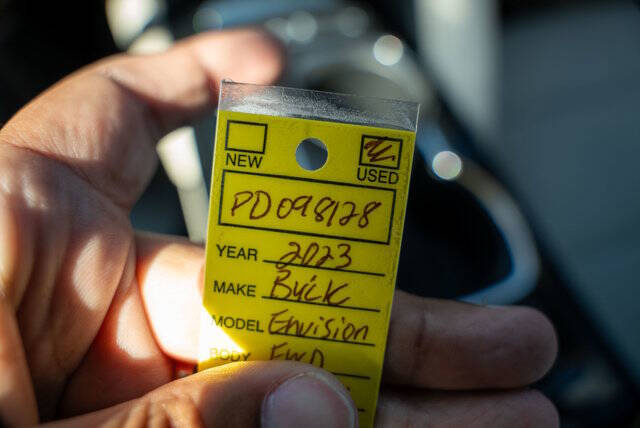 NEW USED
PD098128
YEAR 2023
MAKE Buick
MODEL Envision
BODY FWD